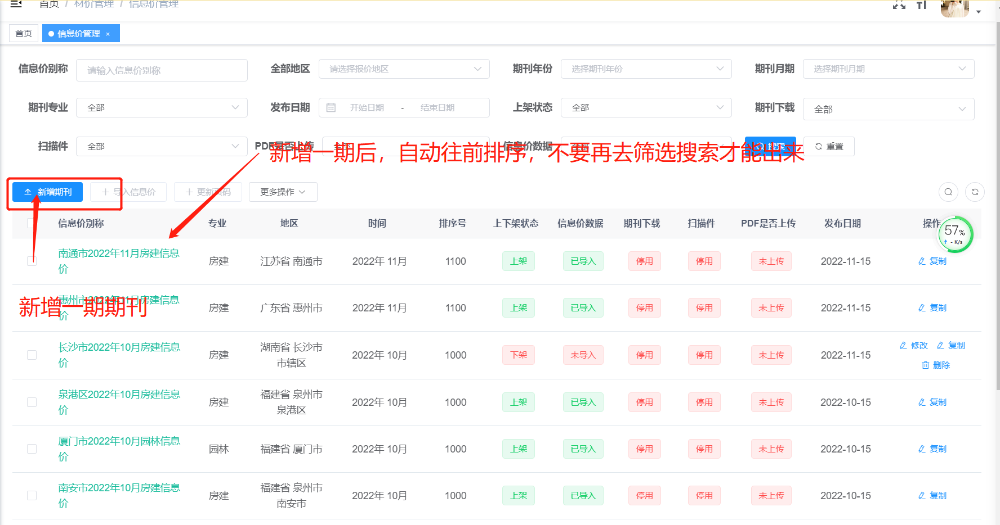 首页 / 材价管理 / 信息价管理
首页 信息价管理 ×
信息价别称 请输入信息价别称 全部地区 请选择报价地区 期刊年份 选择期刊年份 期刊月期 选择期刊月期
期刊专业 全部 发布日期 开始日期 - 结束日期 上架状态 全部 期刊下载 全部
扫描件 全部 PDF是否上传 全部 信息价数据 全部 搜索 重置
新增一期后，自动往前排序，不要再去筛选搜索才能出来
新增期刊 导入信息价 更新页码 更多操作
信息价别称 专业 地区 时间 排序号 上下架状态 信息价数据 期刊下载 扫描件 PDF是否上传 发布日期 操作
57%
↑ - K/s
南通市2022年11月房建信息
价 房建 江苏省 南通市 2022年 11月 1100 上架 已导入 停用 停用 未上传 2022-11-15 复制
惠州市2022年11月房建信息
价 房建 广东省 惠州市 2022年 11月 1100 上架 已导入 停用 停用 未上传 2022-11-15 复制
新增一期期刊
长沙市2022年10月房建信息
价 房建 湖南省 长沙市
市辖区 2022年 10月 1000 下架 未导入 停用 停用 未上传 2022-11-15 修改 复制
删除
泉港区2022年10月房建信息
价 房建 福建省 泉州市
泉港区 2022年 10月 1000 上架 已导入 停用 停用 未上传 2022-10-15 复制
厦门市2022年10月园林信息
价 园林 福建省 厦门市 2022年 10月 1000 上架 已导入 停用 停用 未上传 2022-10-15 复制
南安市2022年10月房建信息
价 房建 福建省 泉州市
南安市 2022年 10月 1000 上架 已导入 停用 停用 未上传 2022-10-15 复制